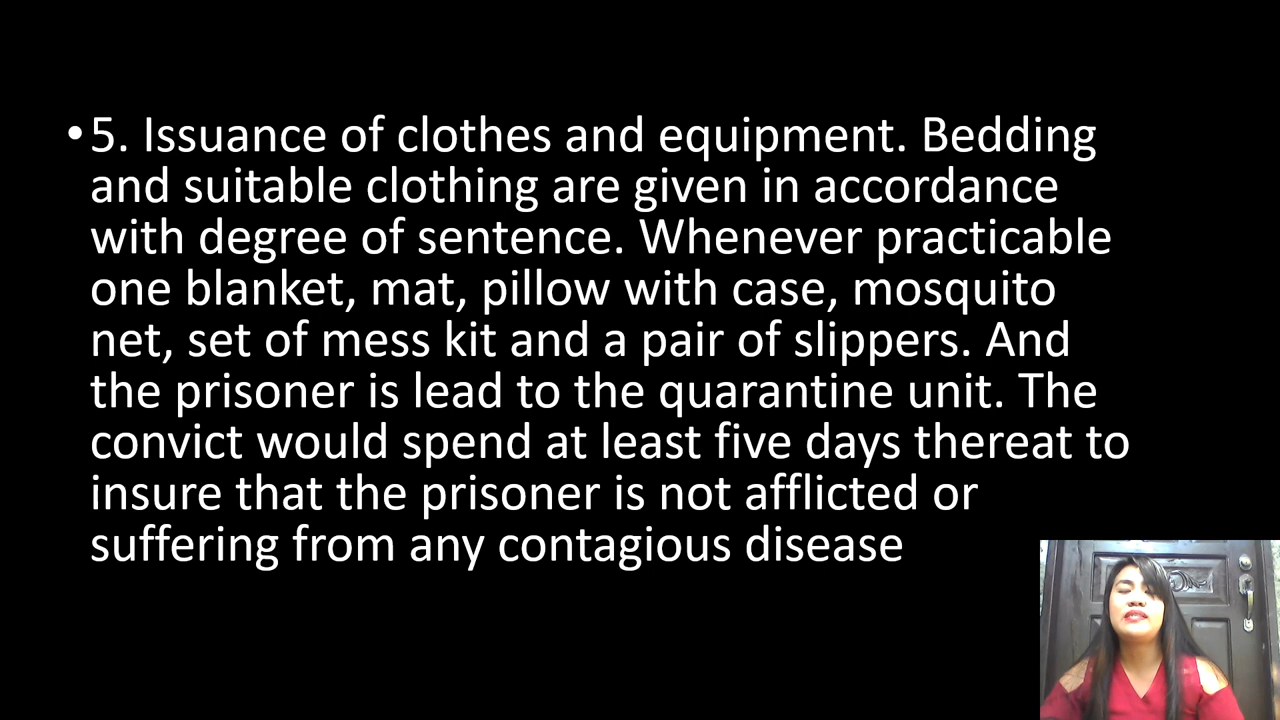 •5. Issuance of clothes and equipment. Bedding
and suitable clothing are given in accordance
with degree of sentence. Whenever practicable
one blanket, mat, pillow with case, mosquito
net, set of mess kit and a pair of slippers. And
the prisoner is lead to the quarantine unit. The
convict would spend at least five days thereat to
insure that the prisoner is not afflicted or
suffering from any contagious disease